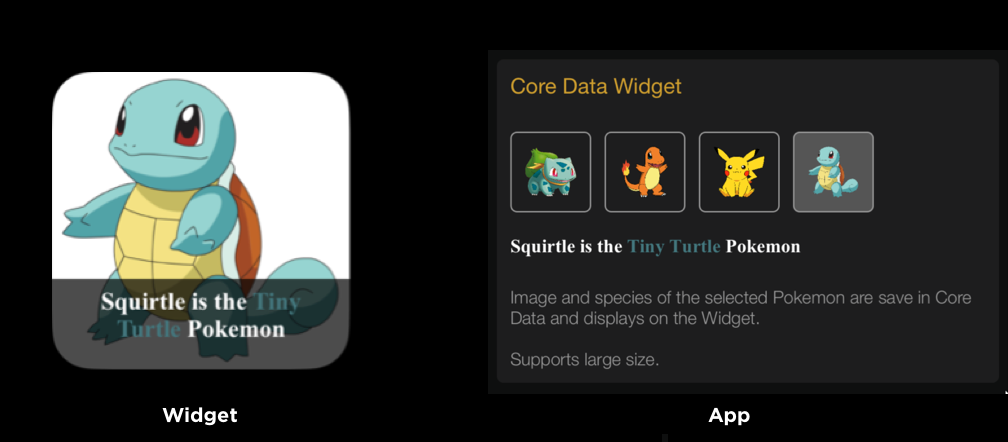 Squirtle is the Tiny
Turtle Pokemon
Widget
Core Data Widget
Squirtle is the Tiny Turtle Pokemon
Image and species of the selected Pokemon are save in Core
Data and displays on the Widget.
Supports large size.
App